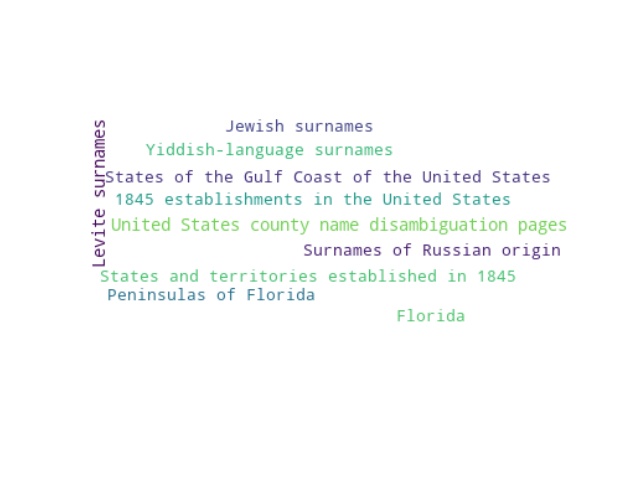 Jewish surnames
Yiddish-language surnames
Levite surnames
States of the Gulf Coast of the United States
1845 establishments in the United States
United States county name disambiguation pages
Surnames of Russian origin
States and territories established in 1845
Peninsulas of Florida
Florida